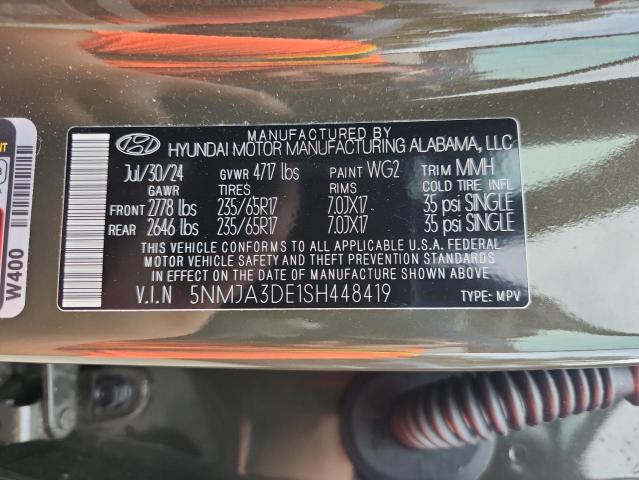 MANUFACTURED BY
HYUNDAI MOTOR MANUFACTURING ALABAMA, LLC
Jul/30/24 GVWR 4717 lbs PAINT WG2 TRIM MMH
GAWR TIRES RIMS COLD TIRE INFL
FRONT 2778 lbs 235/65R17 7.0JX17 35 psi SINGLE
REAR 2646 lbs 235/65R17 7.0JX17 35 psi SINGLE
THIS VEHICLE CONFORMS TO ALL APPLICABLE U.S.A. FEDERAL
MOTOR VEHICLE SAFETY AND THEFT PREVENTION STANDARDS
IN EFFECT ON THE DATE OF MANUFACTURE SHOWN ABOVE.
V.I.N 5NMJA3DE1SH448419 TYPE: MPV
W400